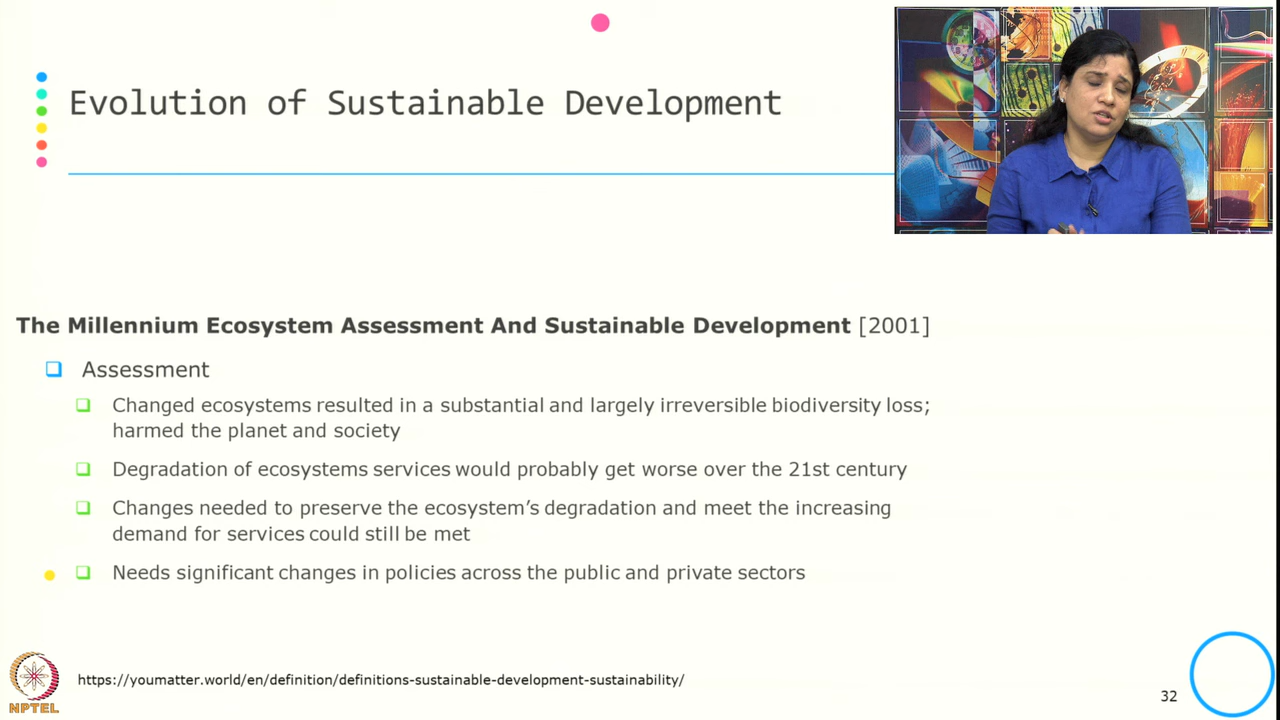 Evolution of Sustainable Development
The Millennium Ecosystem Assessment And Sustainable Development [2001]
Assessment
Changed ecosystems resulted in a substantial and largely irreversible biodiversity loss;
harmed the planet and society
Degradation of ecosystems services would probably get worse over the 21st century
Changes needed to preserve the ecosystem’s degradation and meet the increasing
demand for services could still be met
Needs significant changes in policies across the public and private sectors
https://youmatter.world/en/definition/definitions-sustainable-development-sustainability/
NPTEL
32